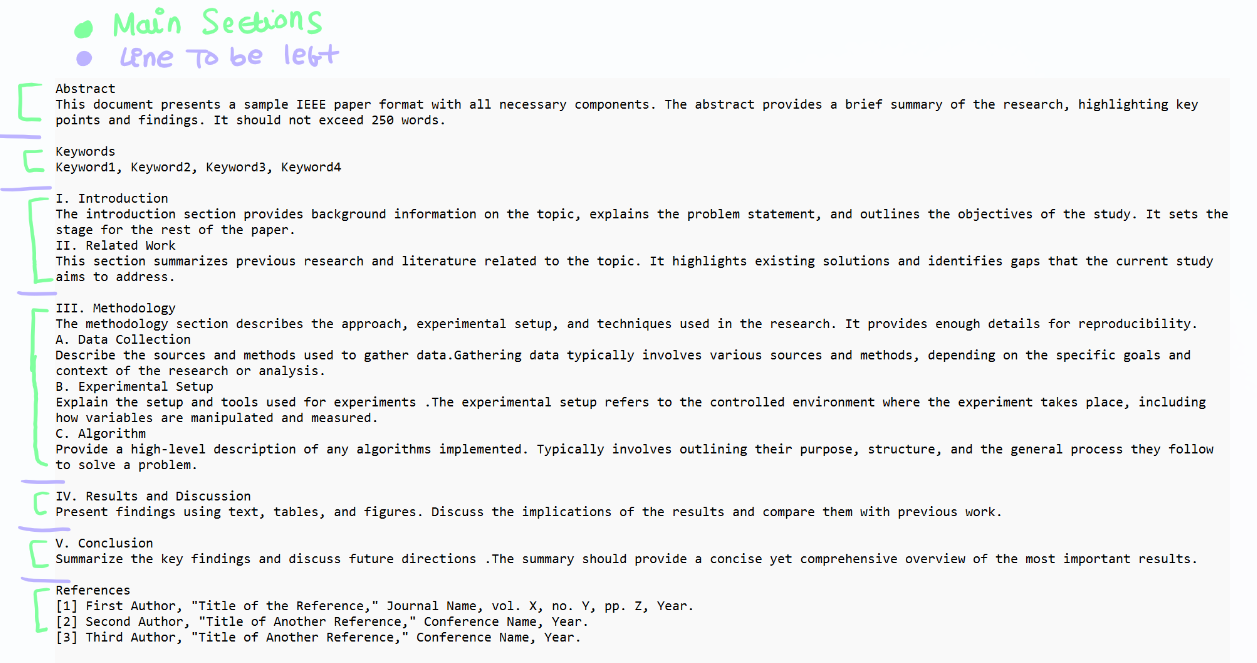 Main Sections
Line To be left
Abstract
This document presents a sample IEEE paper format with all necessary components. The abstract provides a brief summary of the research, highlighting key
points and findings. It should not exceed 250 words.
Keywords
Keyword1, Keyword2, Keyword3, Keyword4
I. Introduction
The introduction section provides background information on the topic, explains the problem statement, and outlines the objectives of the study. It sets the
stage for the rest of the paper.
II. Related Work
This section summarizes previous research and literature related to the topic. It highlights existing solutions and identifies gaps that the current study
aims to address.
III. Methodology
The methodology section describes the approach, experimental setup, and techniques used in the research. It provides enough details for reproducibility.
A. Data Collection
Describe the sources and methods used to gather data.Gathering data typically involves various sources and methods, depending on the specific goals and
context of the research or analysis.
B. Experimental Setup
Explain the setup and tools used for experiments .The experimental setup refers to the controlled environment where the experiment takes place, including
how variables are manipulated and measured.
C. Algorithm
Provide a high-level description of any algorithms implemented. Typically involves outlining their purpose, structure, and the general process they follow
to solve a problem.
IV. Results and Discussion
Present findings using text, tables, and figures. Discuss the implications of the results and compare them with previous work.
V. Conclusion
Summarize the key findings and discuss future directions .The summary should provide a concise yet comprehensive overview of the most important results.
References
[1] First Author, "Title of the Reference," Journal Name, vol. X, no. Y, pp. Z, Year.
[2] Second Author, "Title of Another Reference," Conference Name, Year.
[3] Third Author, "Title of Another Reference," Conference Name, Year.